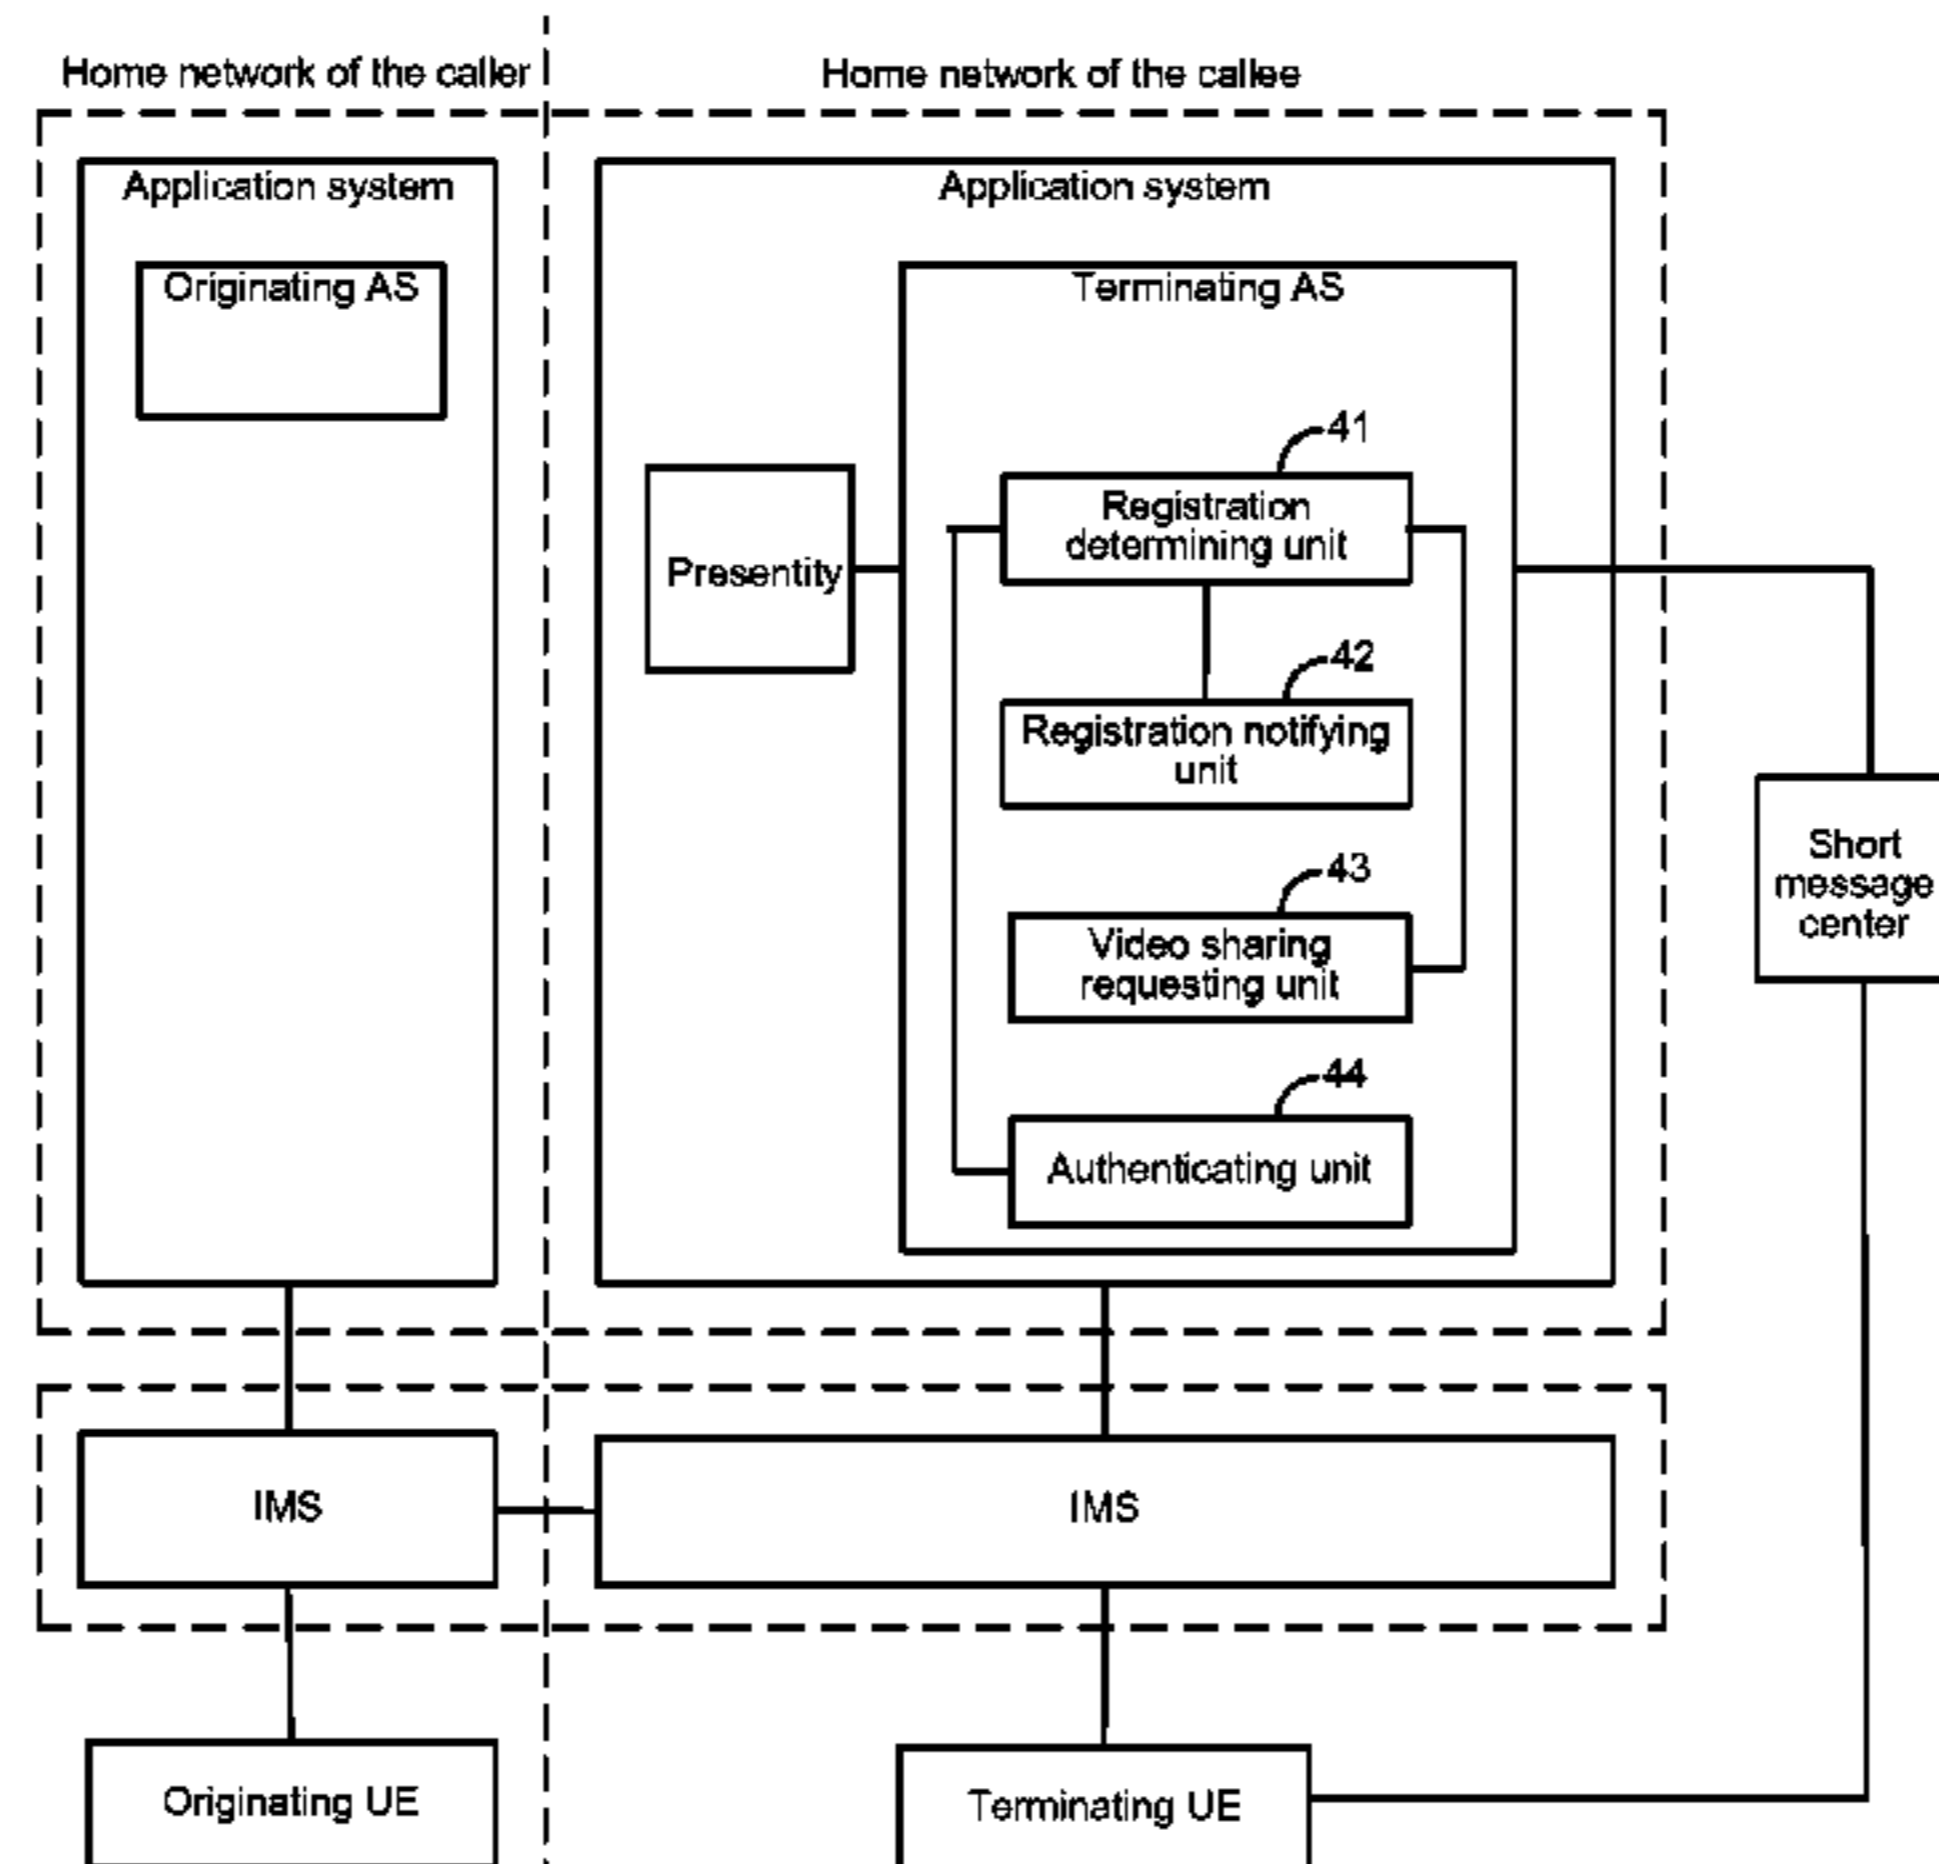 Home network of the caller
Home network of the callee
Application system
Application system
Originating AS
Terminating AS
41
Registration
determining unit
Presentity
42
Registration notifying
unit
43
Video sharing
requesting unit
Short
message
center
44
Authenticating unit
IMS
IMS
Originating UE
Terminating UE